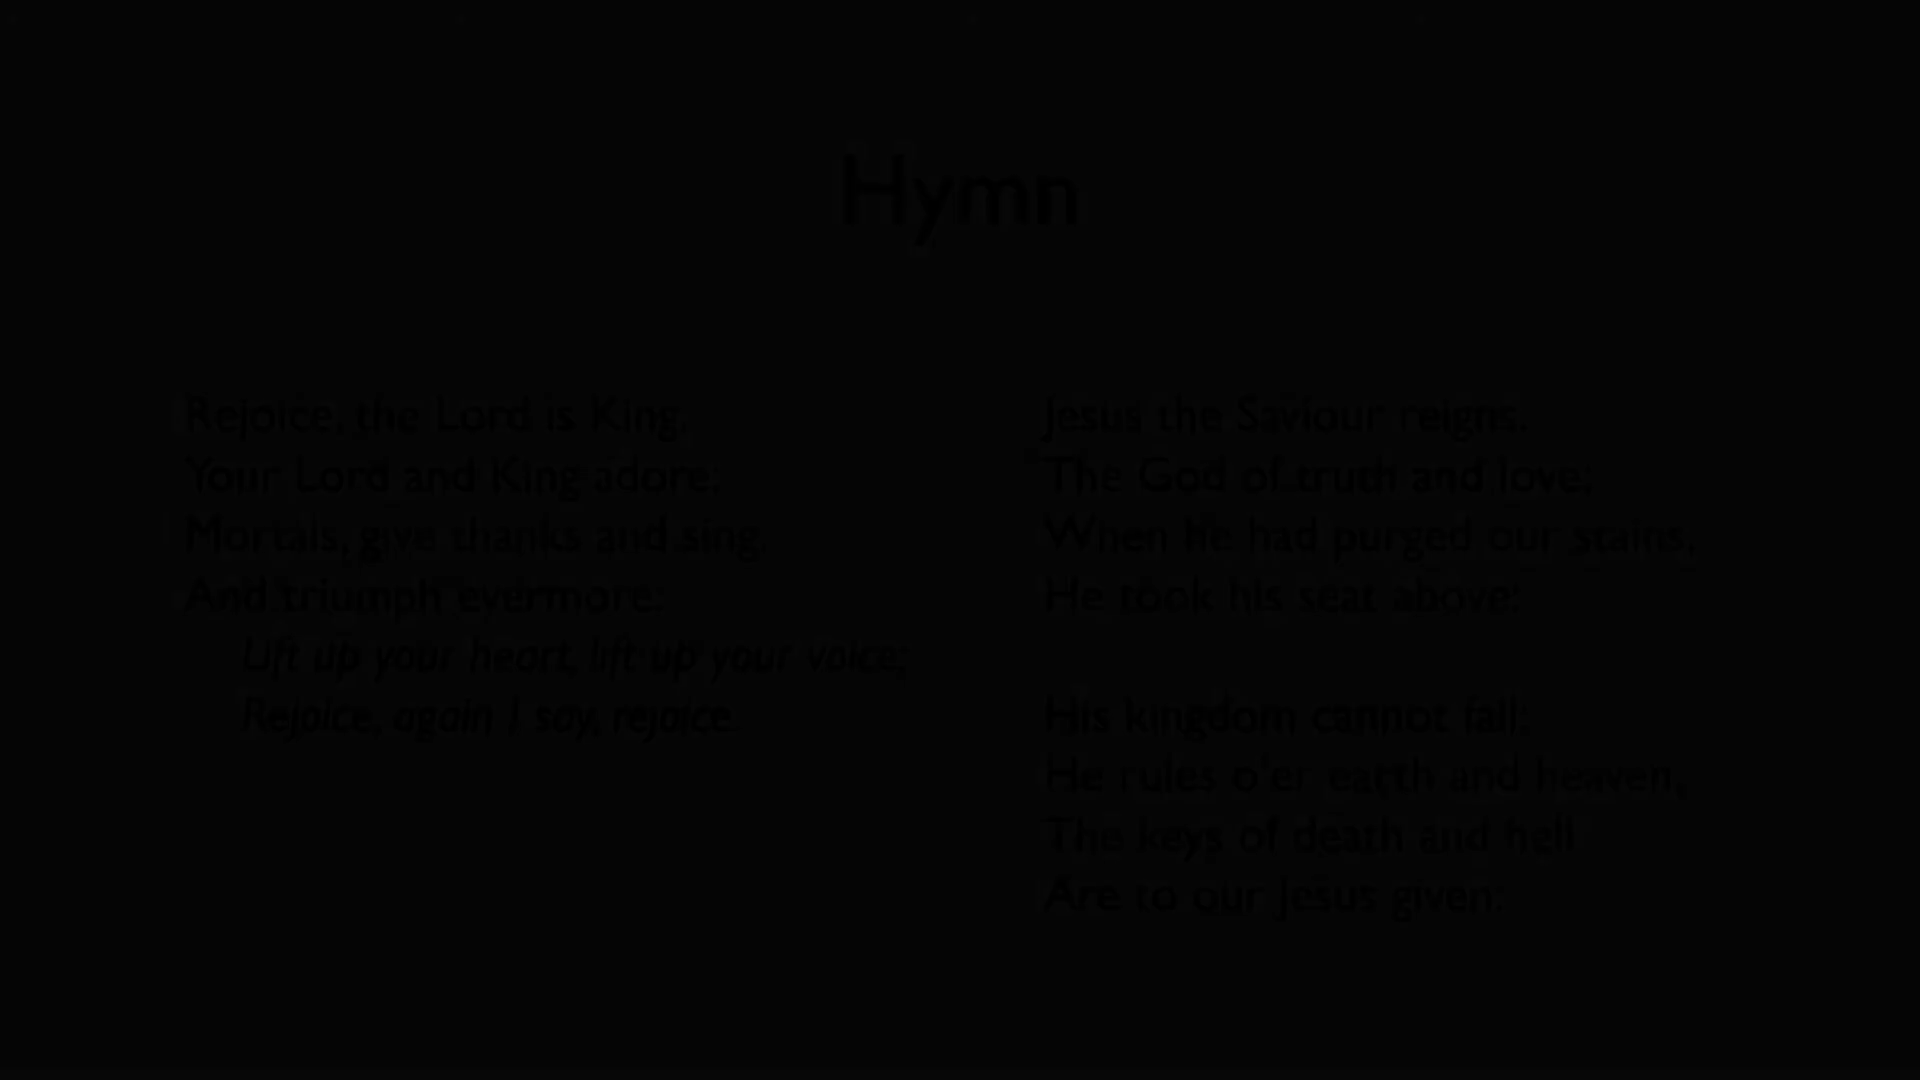 Hymn
Rejoice, the Lord is King,
Your Lord and King adore;
Mortals, give thanks and sing,
And triumph evermore:
Lift up your heart, lift up your voice;
Rejoice, again I say, rejoice.
Jesus the Saviour reigns,
The God of truth and love;
When he had purged our stains,
He took his seat above:
His kingdom cannot fail;
He rules o'er earth and heaven,
The keys of death and hell
Are to our Jesus given: